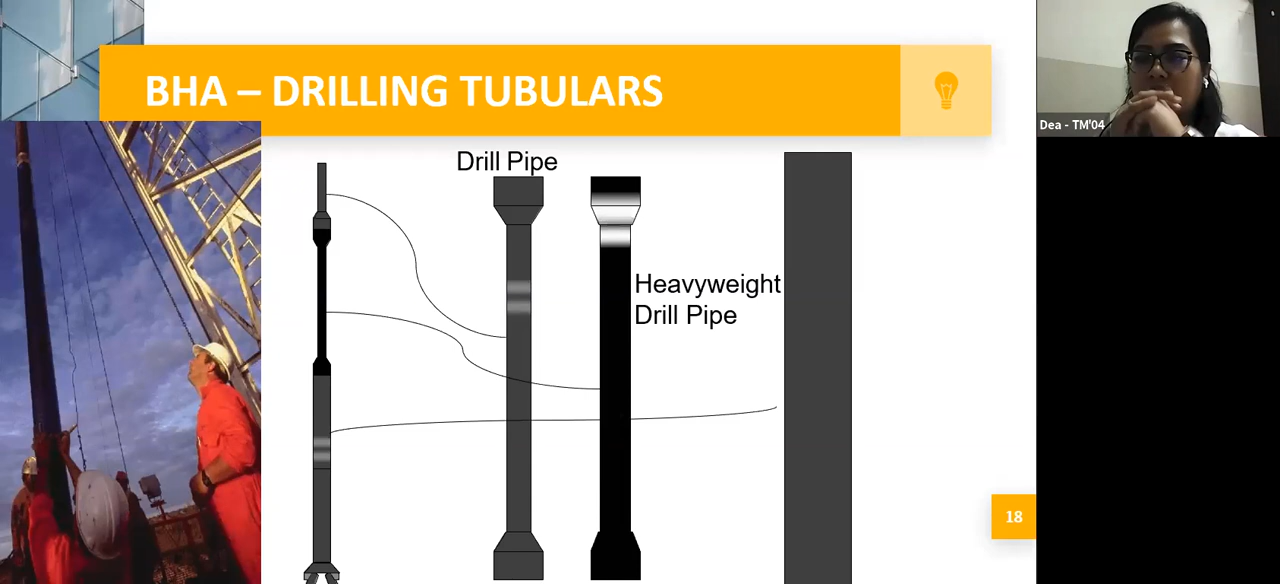 BHA – DRILLING TUBULARS
Dea - TM'04
Drill Pipe
Heavyweight
Drill Pipe
18